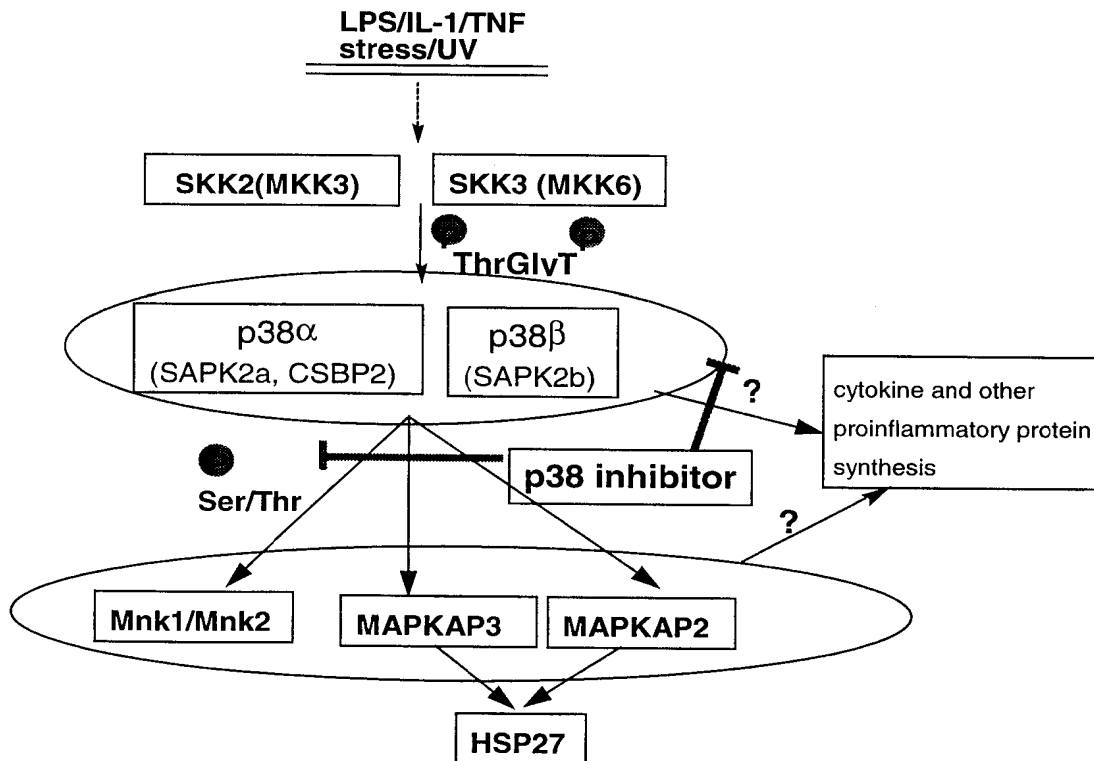 LPS/IL-1/TNF
stress/UV
SKK2(MKK3)
SKK3 (MKK6)
ThrGlyT
p38α
(SAPK2a, CSBP2)
p38β
(SAPK2b)
?
cytokine and other
proinflammatory protein
synthesis
p38 inhibitor
Ser/Thr
?
Mnk1/Mnk2
MAPKAP3
MAPKAP2
HSP27